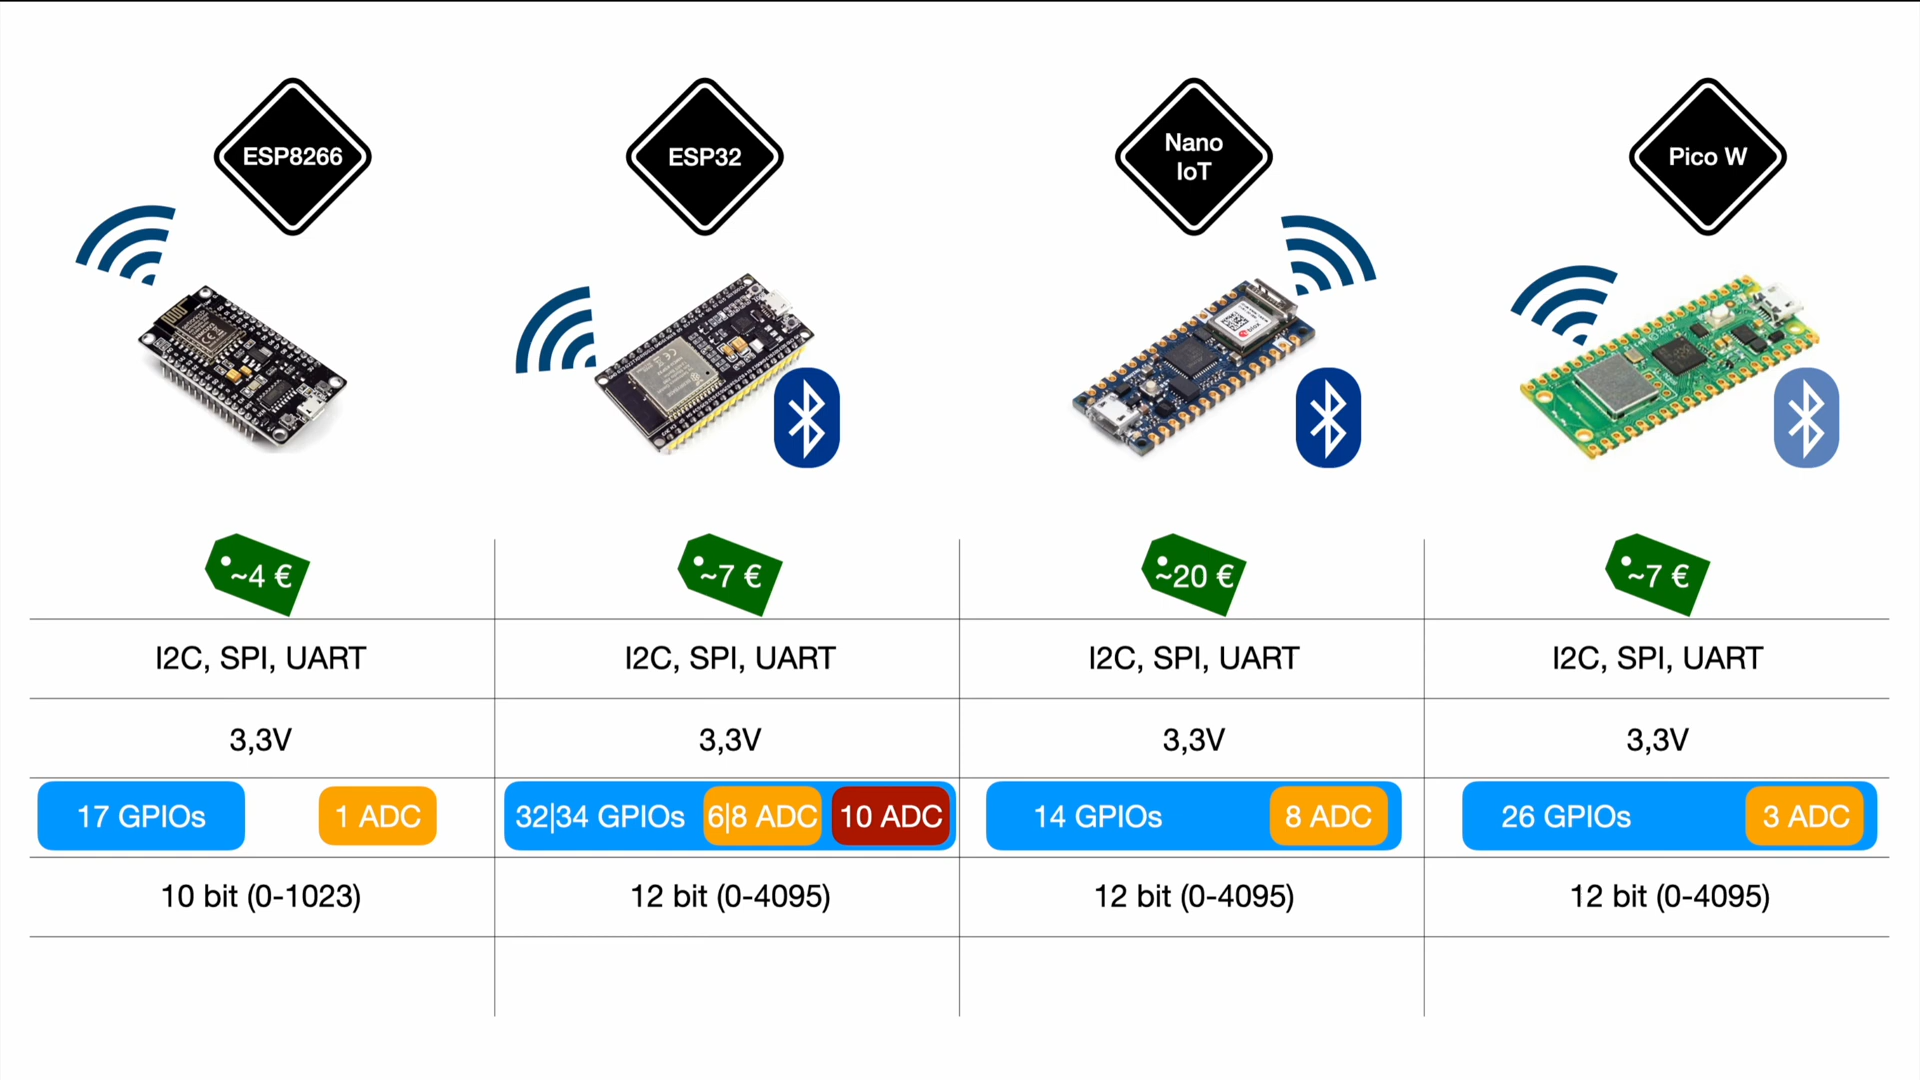 ESP8266
ESP32
Nano
IoT
Pico W
~4 €
~7 €
~20 €
~7 €
I2C, SPI, UART
I2C, SPI, UART
I2C, SPI, UART
I2C, SPI, UART
3,3V
3,3V
3,3V
3,3V
17 GPIOs
1 ADC
32|34 GPIOs
6|8 ADC
10 ADC
14 GPIOs
8 ADC
26 GPIOs
3 ADC
10 bit (0-1023)
12 bit (0-4095)
12 bit (0-4095)
12 bit (0-4095)